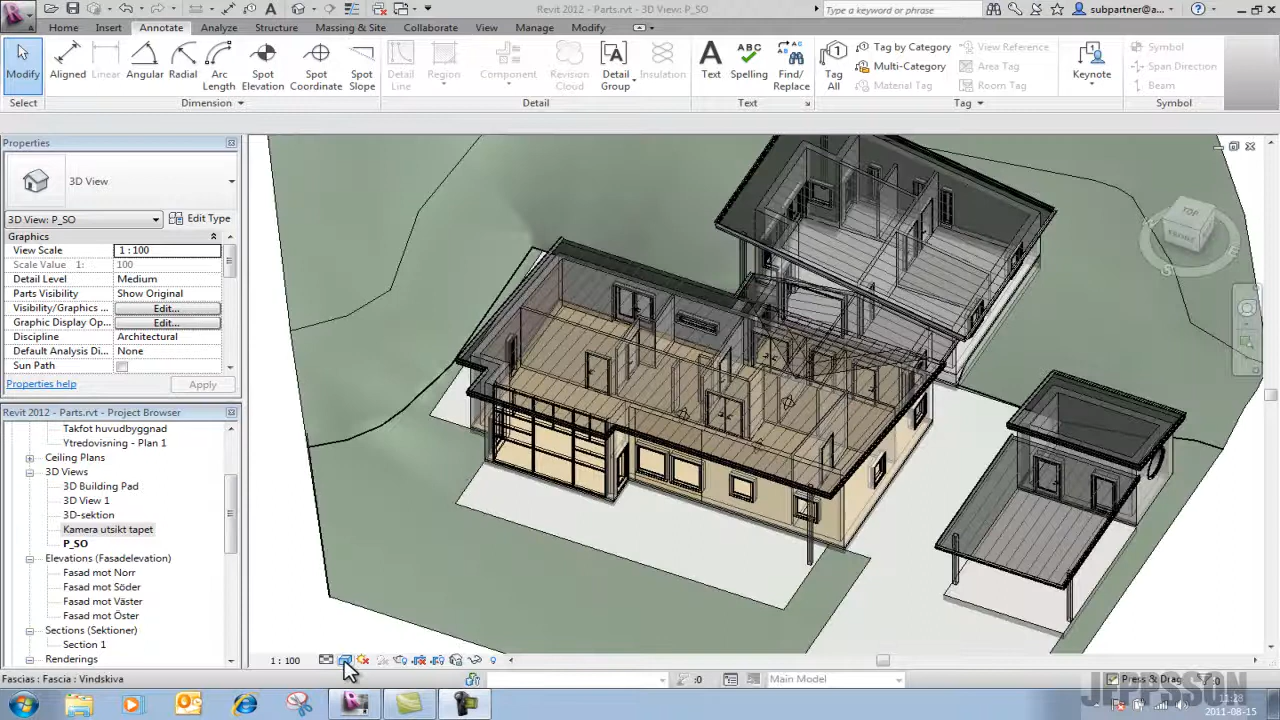 Revit 2012 - Parts.rvt - 3D View: P_SO
Type a keyword or phrase
subpartner@a...
Home Insert Annotate Analyze Structure Massing & Site Collaborate View Manage Modify
Modify
Aligned
Linear
Angular
Radial
Arc Length
Spot Elevation
Spot Coordinate
Spot Slope
Detail Line
Region
Component
Revision Cloud
Detail Group
Insulation
Text
Spelling
Find/ Replace
Tag All
Tag by Category
Multi-Category
Material Tag
View Reference
Area Tag
Room Tag
Keynote
Symbol
Span Direction
Beam
Select Dimension Detail Text Tag Symbol
Properties
3D View
3D View: P_SO Edit Type
Graphics
View Scale 1 : 100
Scale Value 1: 100
Detail Level Medium
Parts Visibility Show Original
Visibility/Graphics ... Edit...
Graphic Display Op... Edit...
Discipline Architectural
Default Analysis Di... None
Sun Path
Properties help Apply
Revit 2012 - Parts.rvt - Project Browser
Takfot huvudbyggnad
Ytredovisning - Plan 1
Ceiling Plans
3D Views
3D Building Pad
3D View 1
3D-sektion
Kamera utsikt tapet
P_SO
Elevations (Fasadelevation)
Fasad mot Norr
Fasad mot Söder
Fasad mot Väster
Fasad mot Öster
Sections (Sektioner)
Section 1
Renderings
TOP
FRONT
S
E
1 : 100
Fascias : Fascia : Vindskiva
:0
Main Model
Press & Drag
:0
JEPPSSON
11:28
2011-08-15